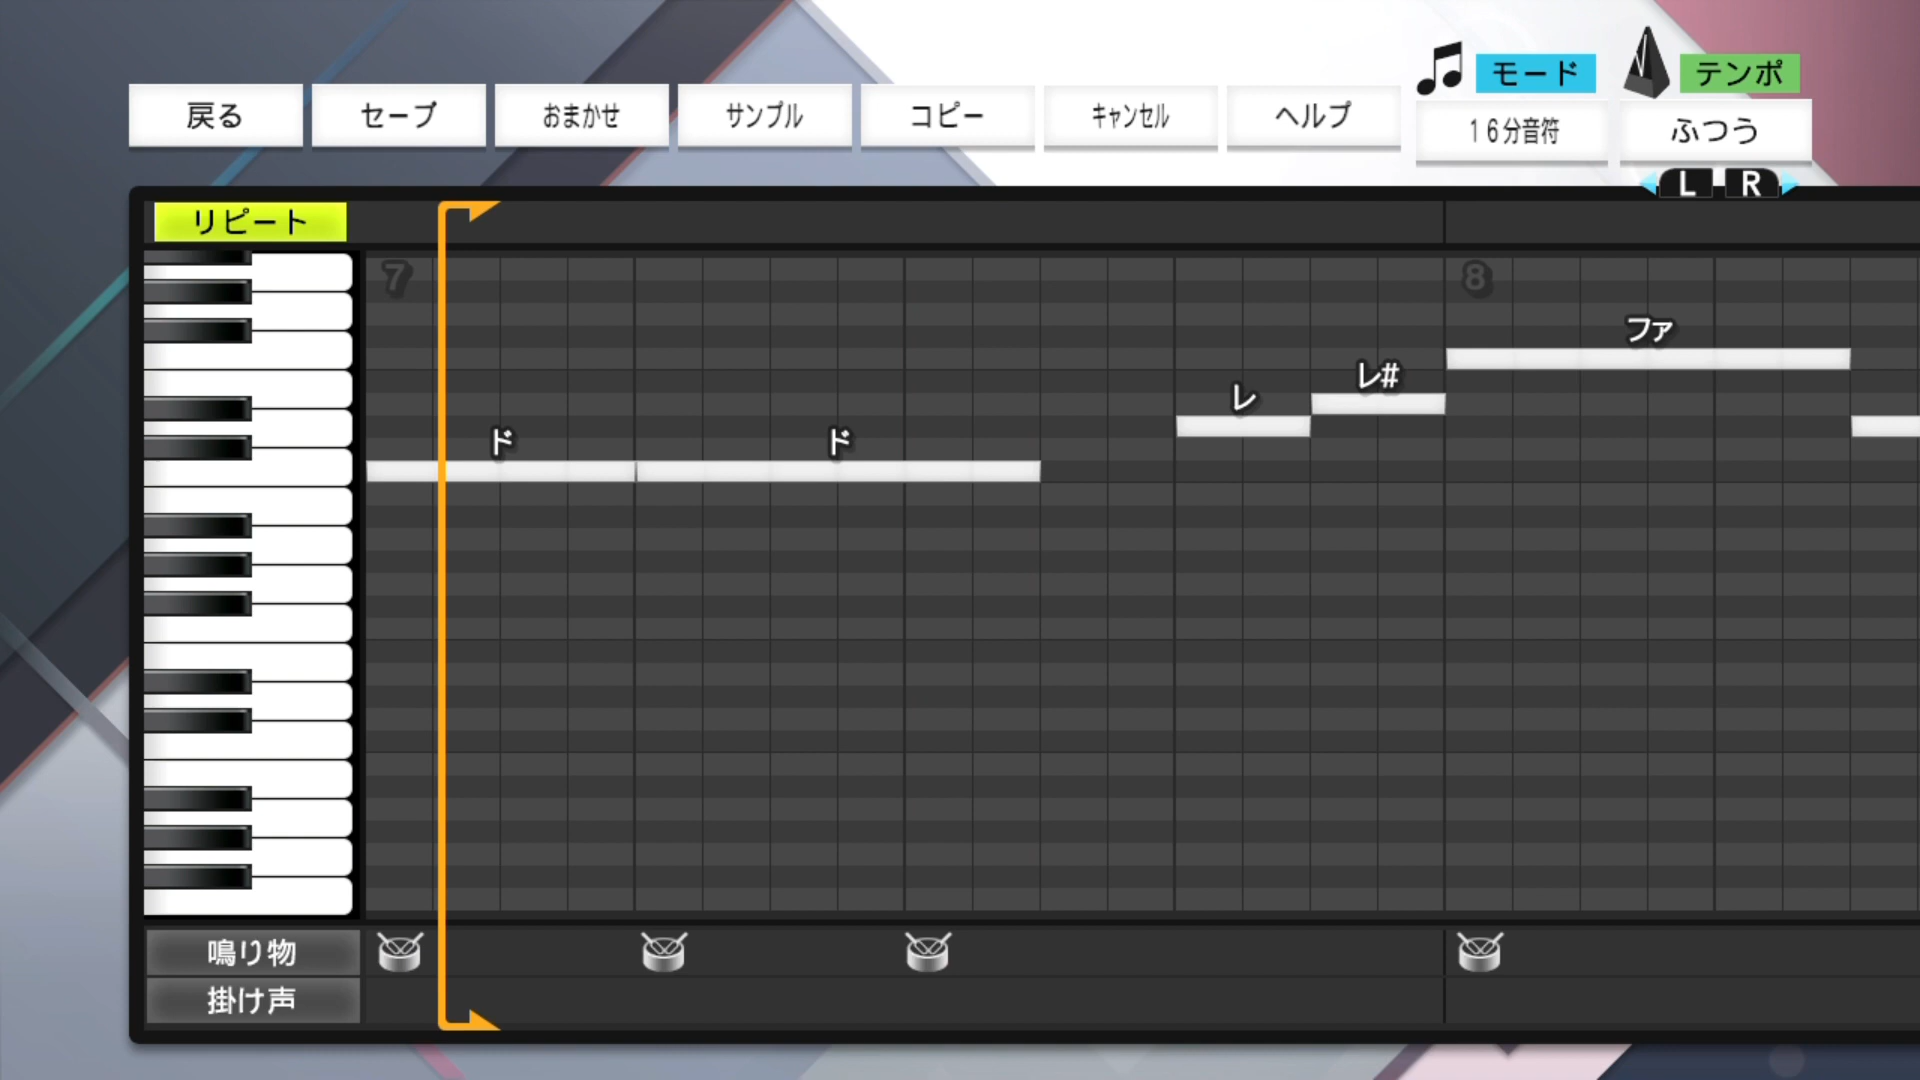 モード テンポ
戻る セーブ おまかせ サンプル コピー キャンセル ヘルプ 16分音符 ふつう
L R
リピート
7 8
ファ
レ#
レ
ド ド
鳴り物
掛け声